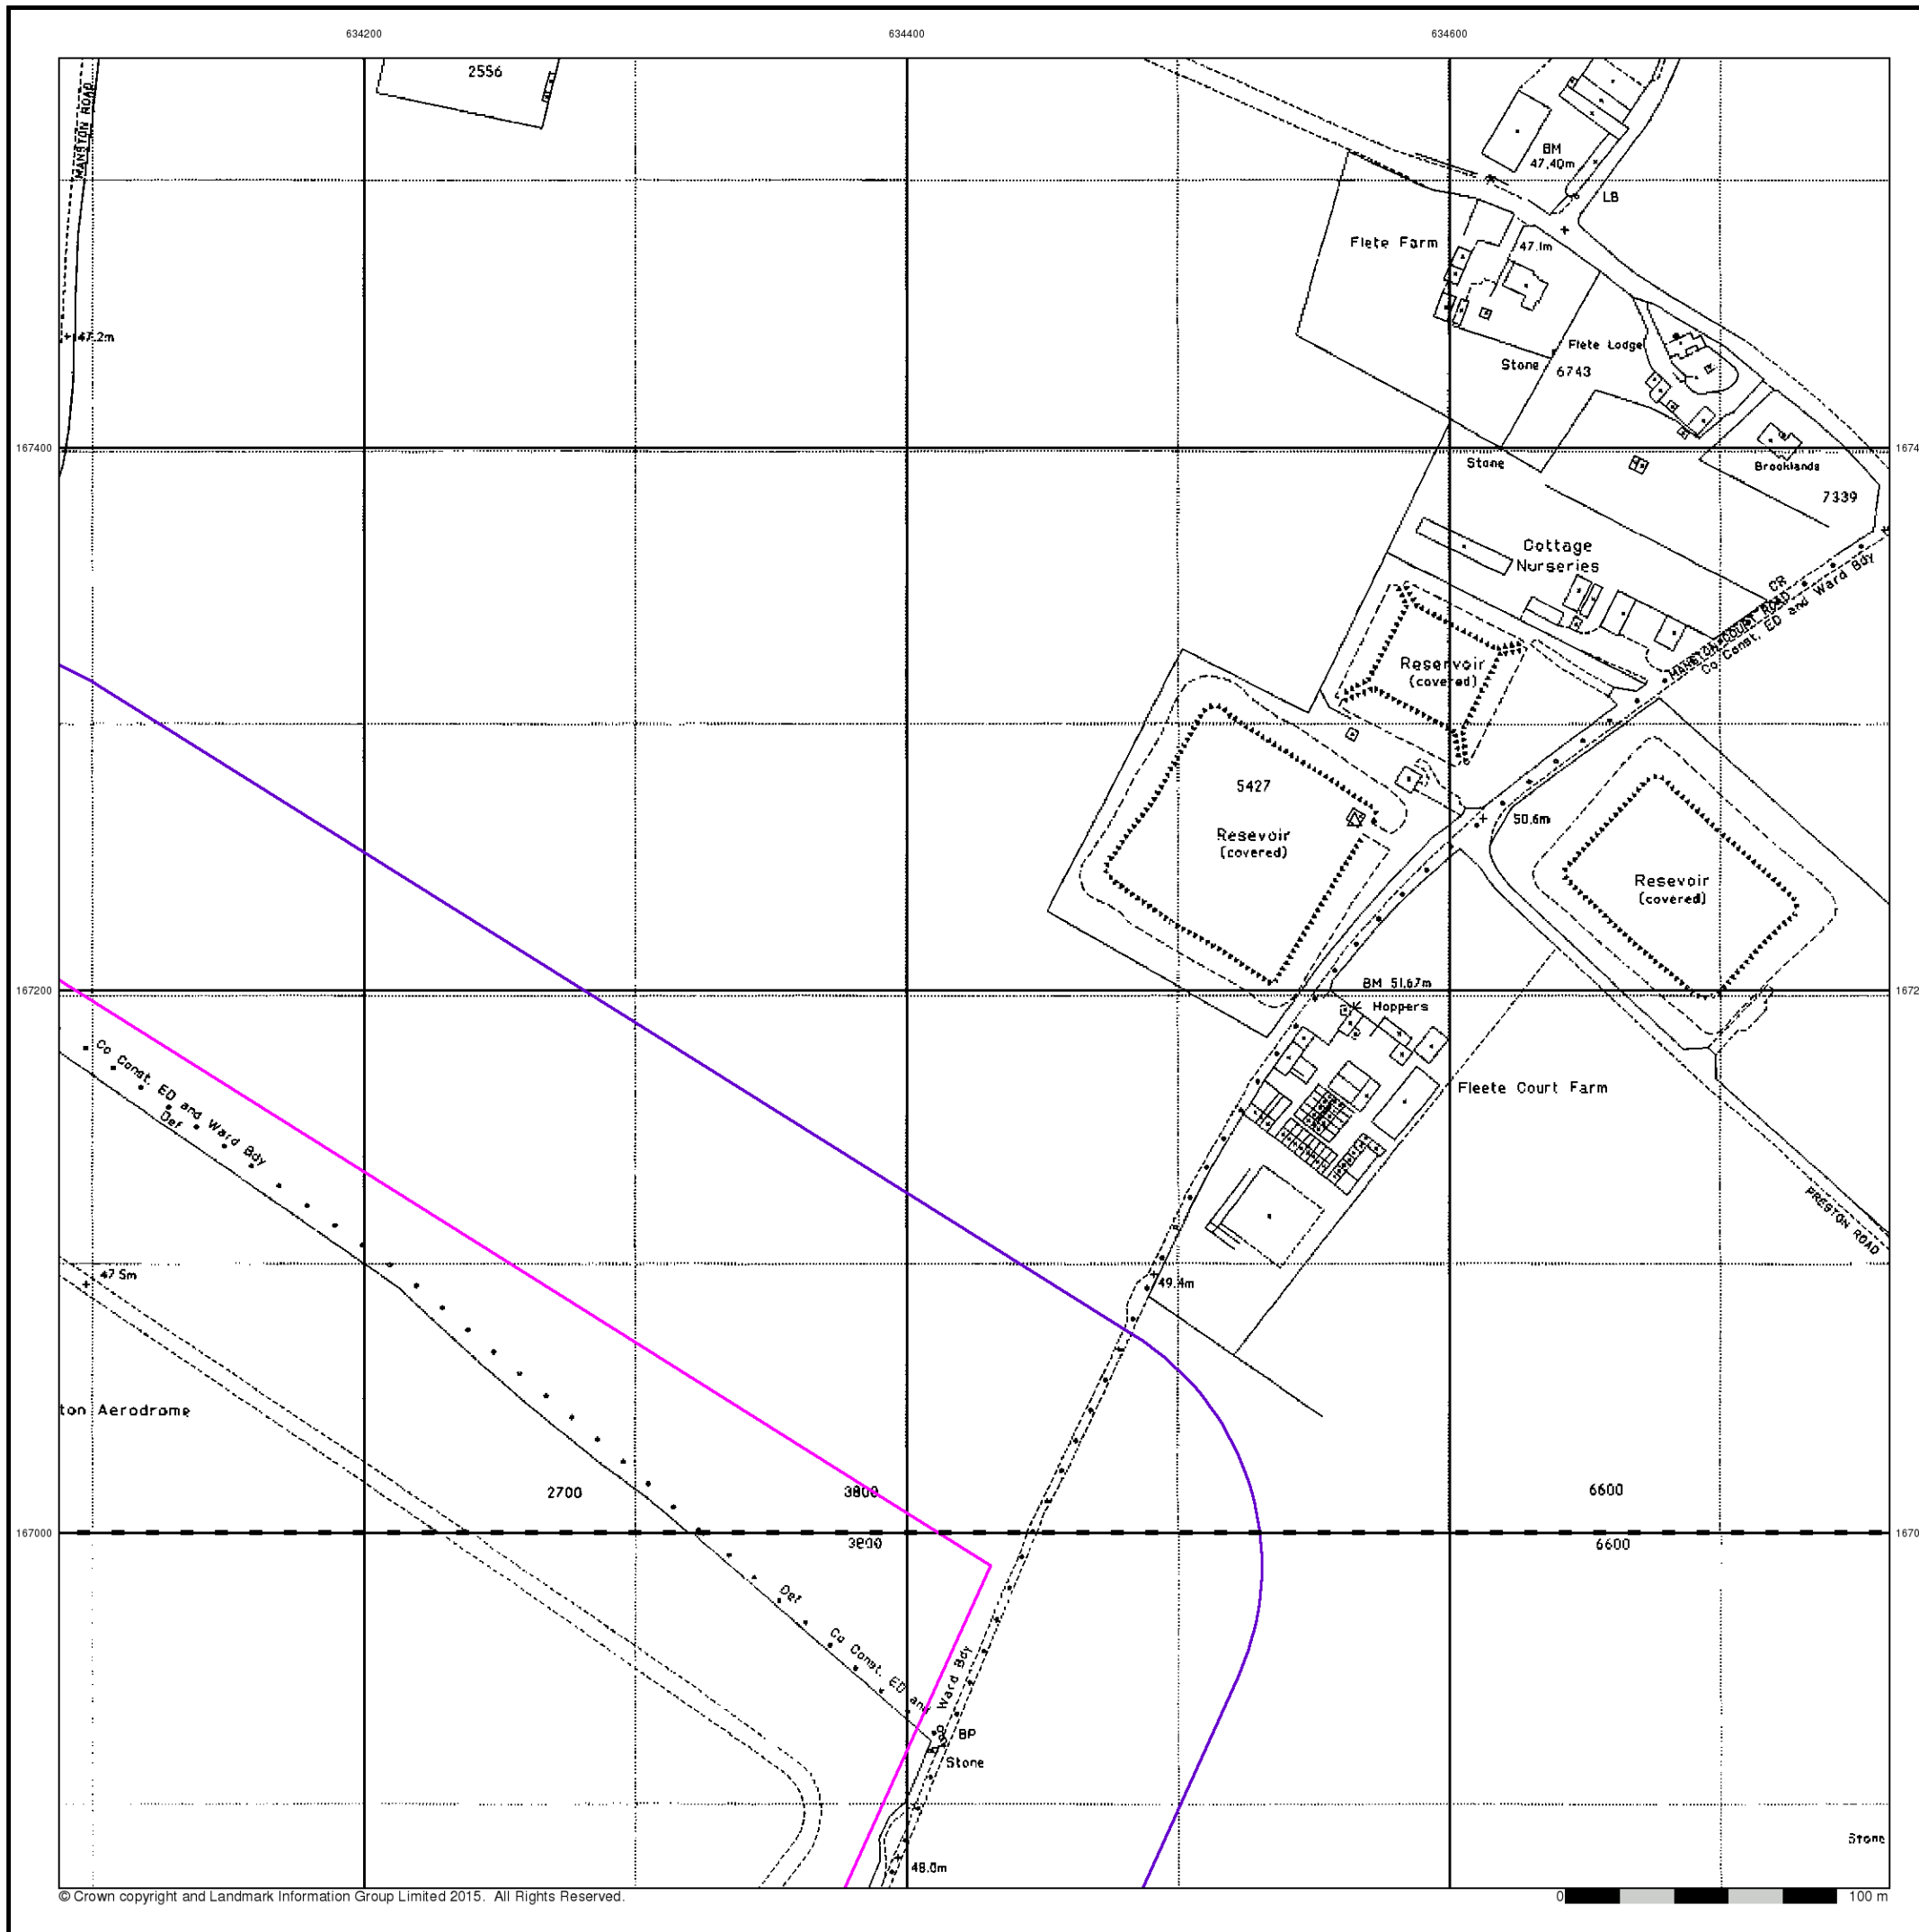 634200
634400
634600
2556
MANSTON ROAD
BM
47.40m
LB
Flete Farm
47.1m
47.2m
Flete Lodge
Stone
6743
167400
Stone
Brooklands
7339
Cottage
Nurseries
CR
MANSTON COURT ROAD
Co Const, ED and Ward Bdy
Reservoir
(covered)
5427
Resevoir
(covered)
50.6m
Resevoir
(covered)
BM 51.67m
167200
Hoppers
Co Const, ED and Ward Bdy
Def
Fleete Court Farm
PRESTON ROAD
47.5m
49.4m
ton Aerodrome
2700
3800
6600
167000
3800
6600
Def
Co Const, ED and Ward Bdy
BP
Stone
Stone
48.0m
© Crown copyright and Landmark Information Group Limited 2015. All Rights Reserved.
0
100 m